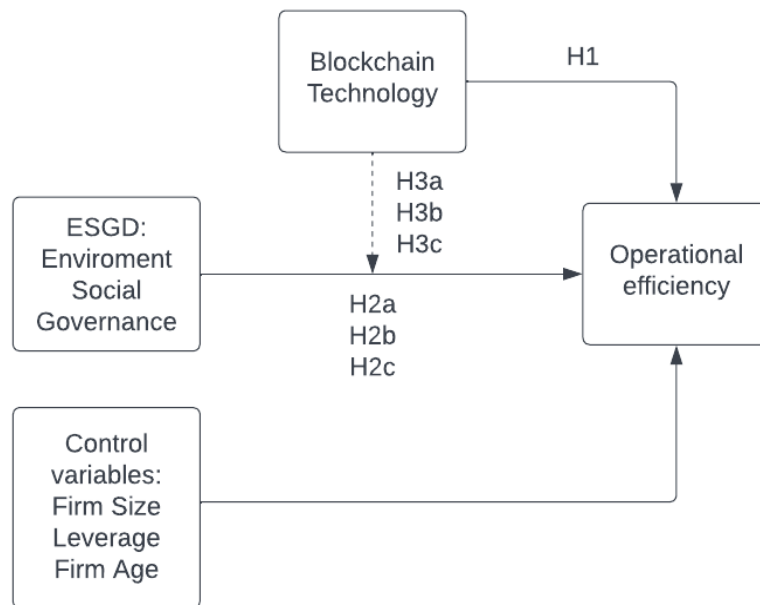 Blockchain
Technology
H1
H3a
H3b
H3c
ESGD:
Enviroment
Social
Governance
H2a
H2b
H2c
Operational
efficiency
Control
variables:
Firm Size
Leverage
Firm Age